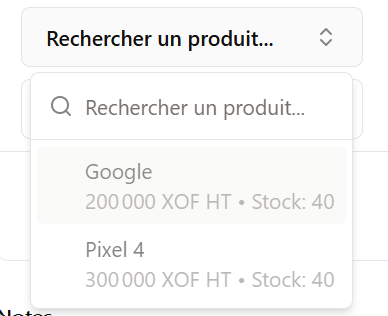 Rechercher un produit...
Rechercher un produit...
Google
200 000 XOF HT • Stock: 40
Pixel 4
300 000 XOF HT • Stock: 40
Notes